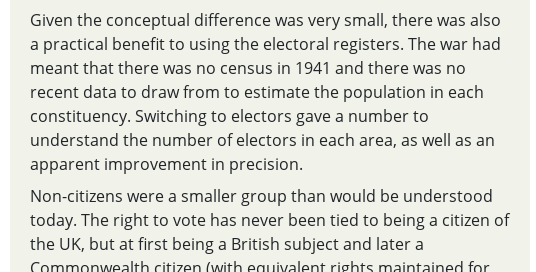 Given the conceptual difference was very small, there was also
a practical benefit to using the electoral registers. The war had
meant that there was no census in 1941 and there was no
recent data to draw from to estimate the population in each
constituency. Switching to electors gave a number to
understand the number of electors in each area, as well as an
apparent improvement in precision.
Non-citizens were a smaller group than would be understood
today. The right to vote has never been tied to being a citizen of
the UK, but at first being a British subject and later a
Commonwealth citizen (with equivalent rights maintained for